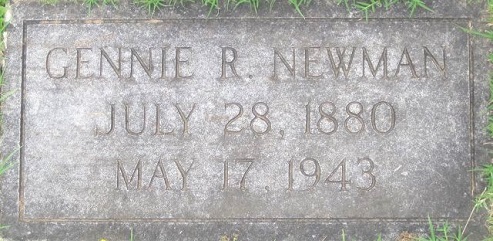 GENNIE R. NEWMAN
JULY 28, 1880
MAY 17, 1943